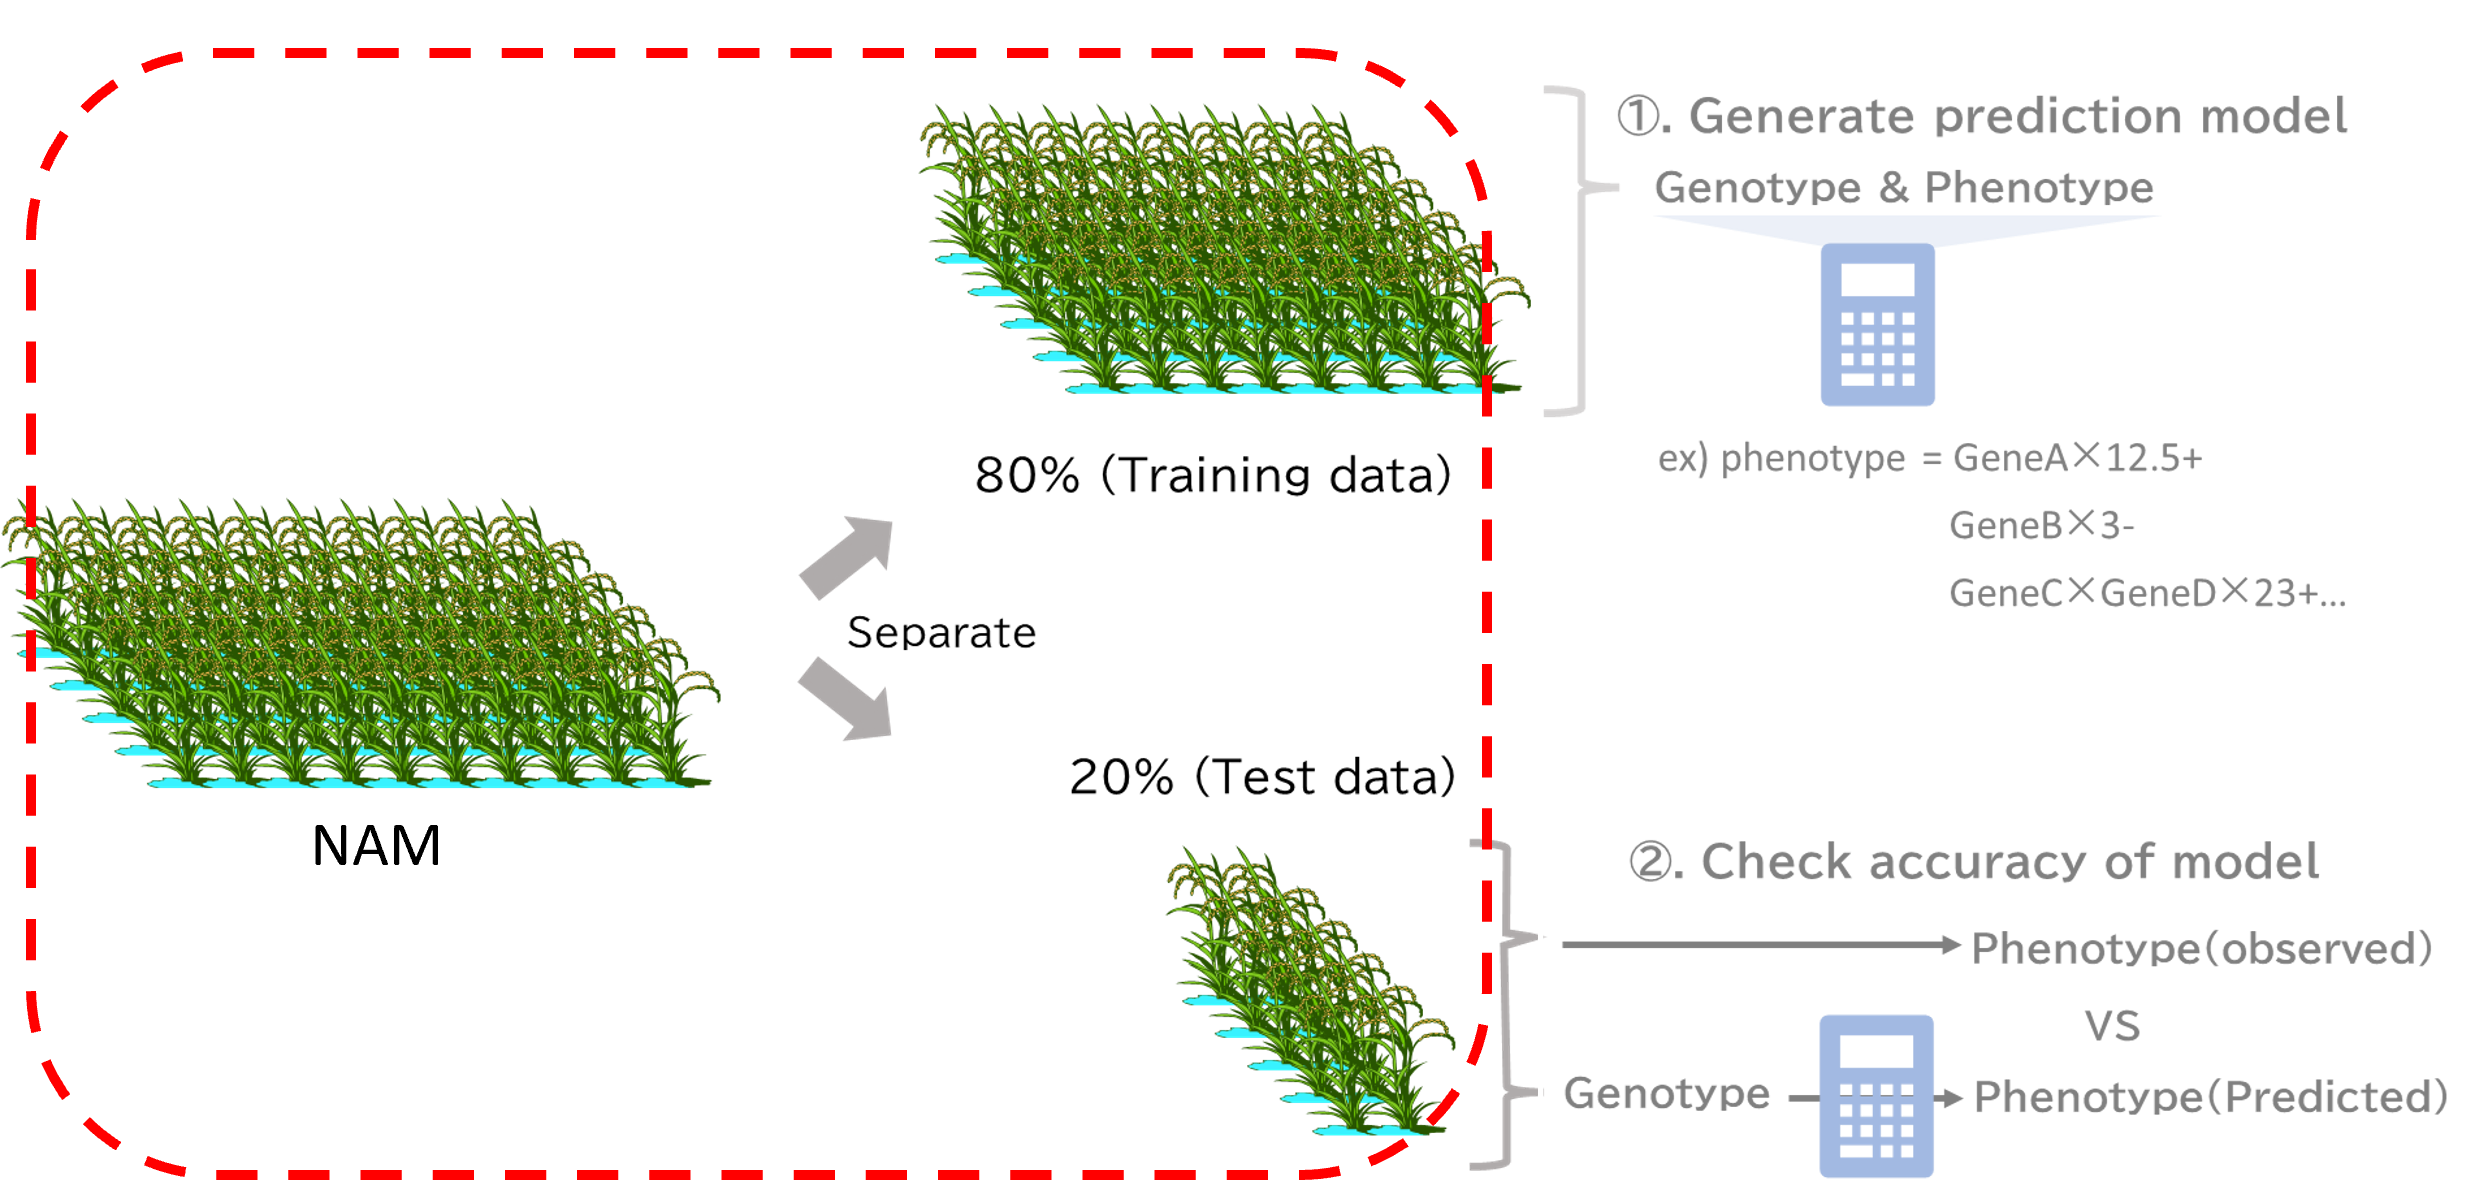 ①. Generate prediction model
Genotype & Phenotype
80% (Training data)
ex) phenotype = GeneA×12.5+
GeneB×3-
GeneC×GeneD×23+...
Separate
NAM
20% (Test data)
②. Check accuracy of model
Phenotype(observed)
VS
Genotype
Phenotype(Predicted)